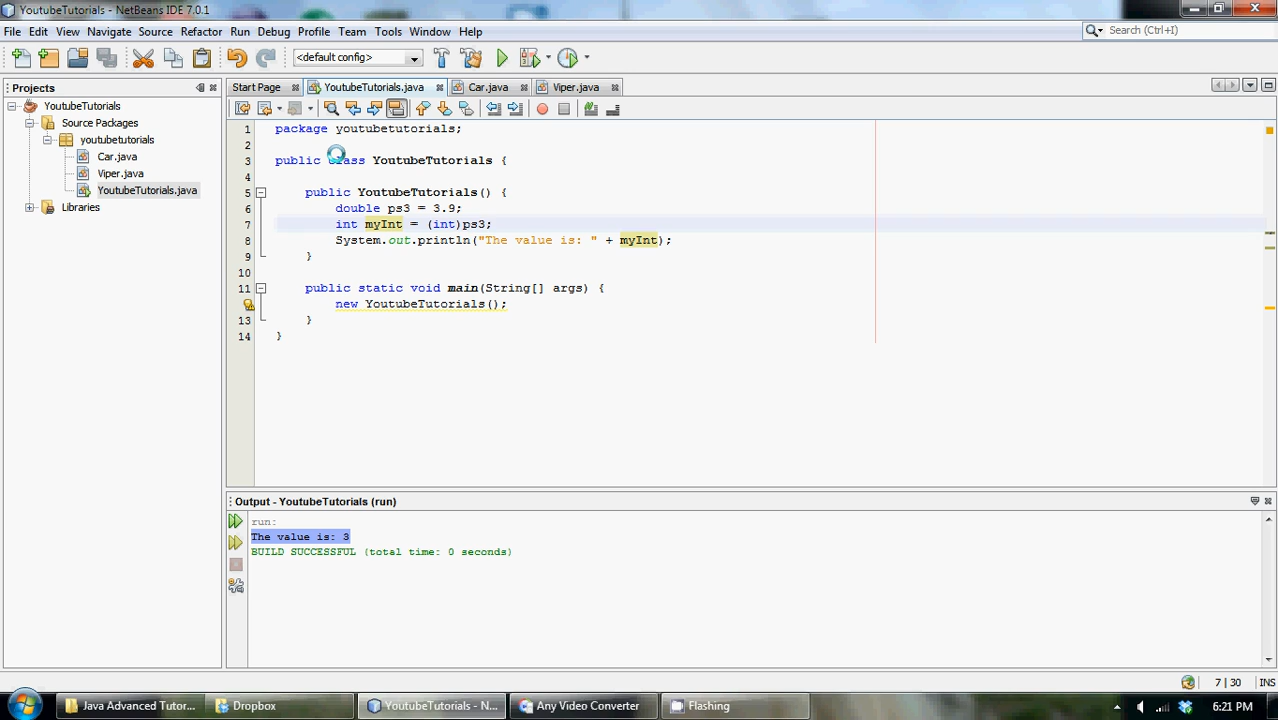 YoutubeTutorials - NetBeans IDE 7.0.1
File Edit View Navigate Source Refactor Run Debug Profile Team Tools Window Help
Search (Ctrl+I)
<default config>
Projects
Start Page
YoutubeTutorials.java
Car.java
Viper.java
YoutubeTutorials
Source Packages
youtubetutorials
Car.java
Viper.java
YoutubeTutorials.java
Libraries
1 package youtubetutorials;
2
3 public class YoutubeTutorials {
4
5 public YoutubeTutorials() {
6 double ps3 = 3.9;
7 int myInt = (int)ps3;
8 System.out.println("The value is: " + myInt);
9 }
10
11 public static void main(String[] args) {
new YoutubeTutorials();
13 }
14 }
Output - YoutubeTutorials (run)
run:
The value is: 3
BUILD SUCCESSFUL (total time: 0 seconds)
7 | 30 INS
Java Advanced Tutor...
Dropbox
YoutubeTutorials - N...
Any Video Converter
Flashing
6:21 PM